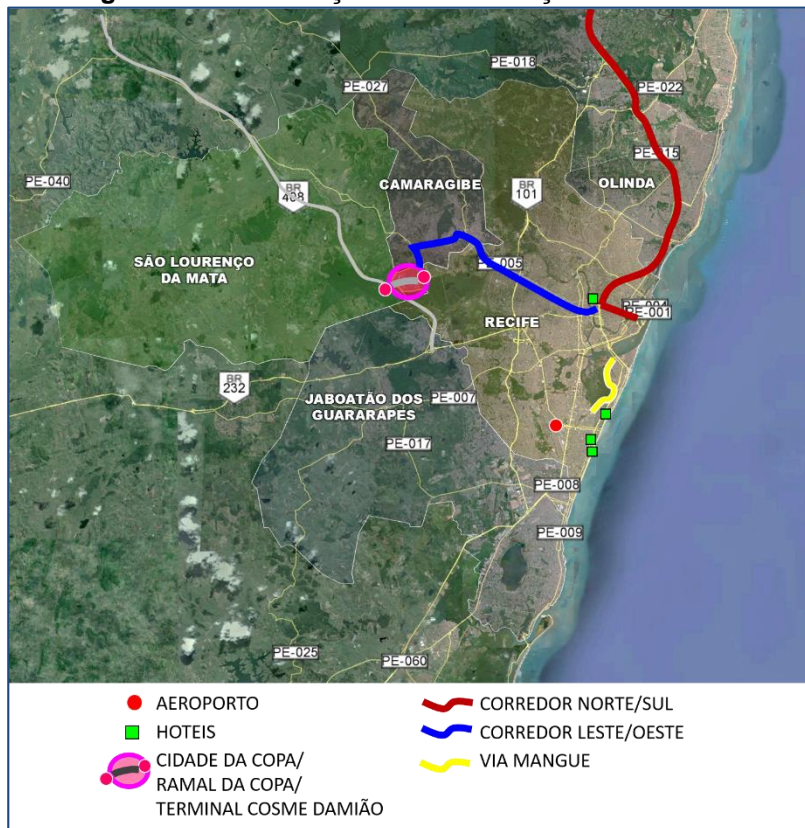 PE-018
PE-027
PE-022
PE-040
BR
408
CAMARAGIBE
BR
101
OLINDA
SÃO LOURENÇO
DA MATA
PE-005
RECIFE
PE-001
BR
232
JABOATÃO DOS
GUARARAPES
PE-007
PE-017
PE-008
PE-009
PE-025
PE-060
AEROPORTO
HOTEIS
CIDADE DA COPA/
RAMAL DA COPA/
TERMINAL COSME DAMIÃO
CORREDOR NORTE/SUL
CORREDOR LESTE/OESTE
VIA MANGUE